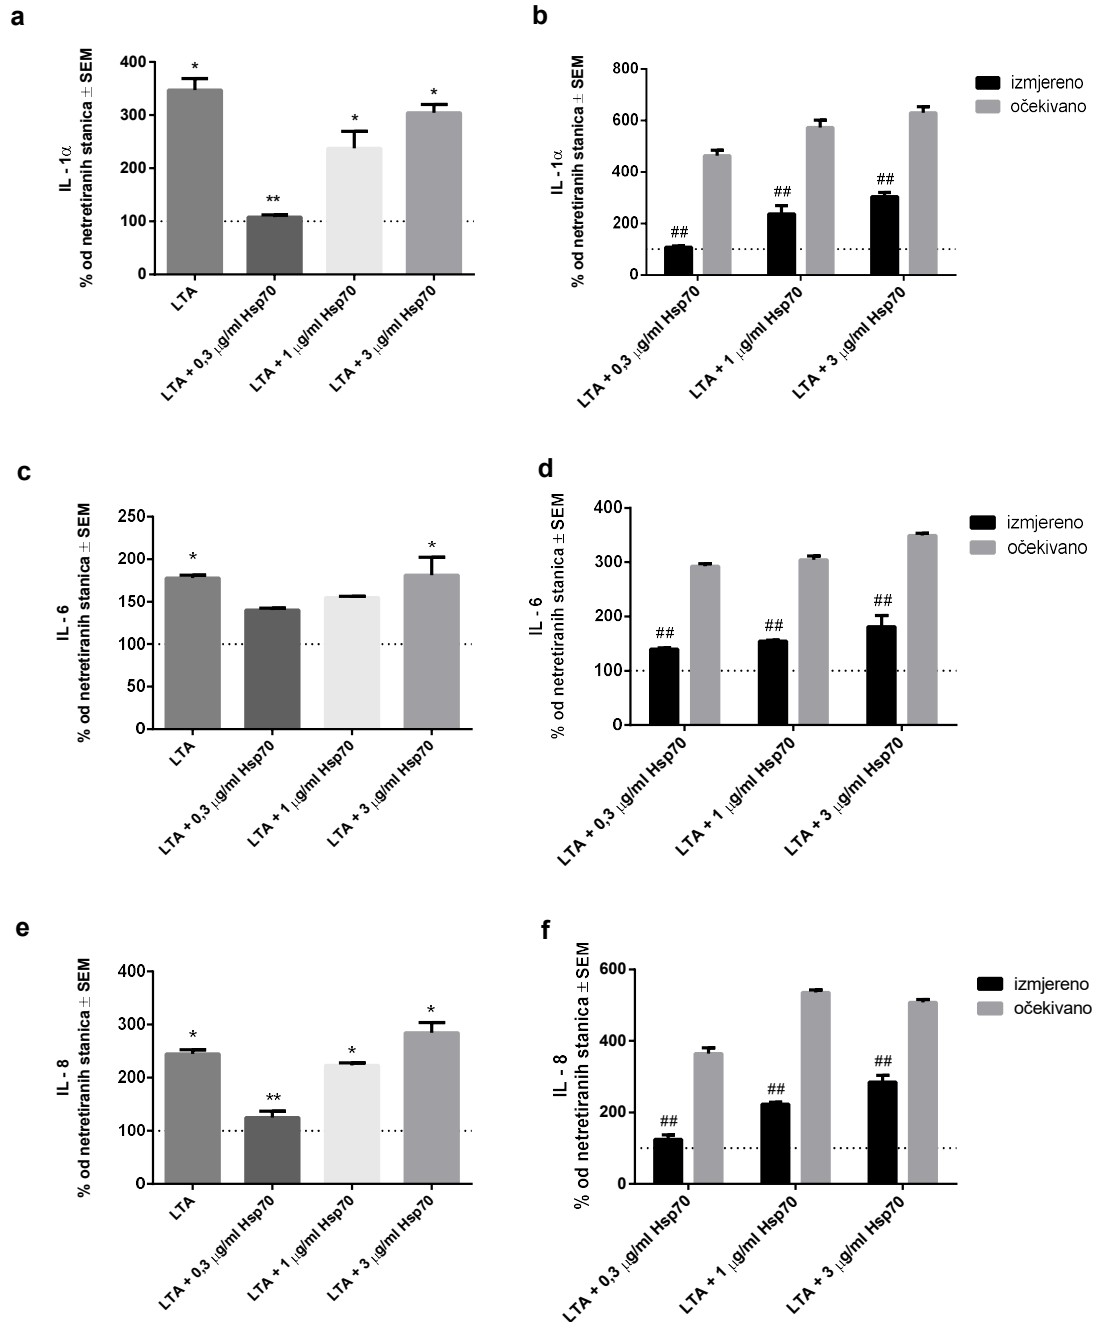 a
IL - 1α
% od netretiranih stanica ± SEM
400
300
200
100
0
*
**
*
*
LTA
LTA + 0,3 µg/ml Hsp70
LTA + 1 µg/ml Hsp70
LTA + 3 µg/ml Hsp70
b
IL - 1α
% od netretiranih stanica ± SEM
800
600
400
200
0
##
##
##
LTA + 0,3 µg/ml Hsp70
LTA + 1 µg/ml Hsp70
LTA + 3 µg/ml Hsp70
izmjereno
očekivano
c
IL - 6
% od netretiranih stanica ± SEM
250
200
150
100
50
0
*
*
LTA
LTA + 0,3 µg/ml Hsp70
LTA + 1 µg/ml Hsp70
LTA + 3 µg/ml Hsp70
d
IL - 6
% od netretiranih stanica ± SEM
400
300
200
100
0
##
##
##
LTA + 0,3 µg/ml Hsp70
LTA + 1 µg/ml Hsp70
LTA + 3 µg/ml Hsp70
izmjereno
očekivano
e
IL - 8
% od netretiranih stanica ± SEM
400
300
200
100
0
*
**
*
*
LTA
LTA + 0,3 µg/ml Hsp70
LTA + 1 µg/ml Hsp70
LTA + 3 µg/ml Hsp70
f
IL - 8
% od netretiranih stanica ± SEM
600
400
200
0
##
##
##
LTA + 0,3 µg/ml Hsp70
LTA + 1 µg/ml Hsp70
LTA + 3 µg/ml Hsp70
izmjereno
očekivano